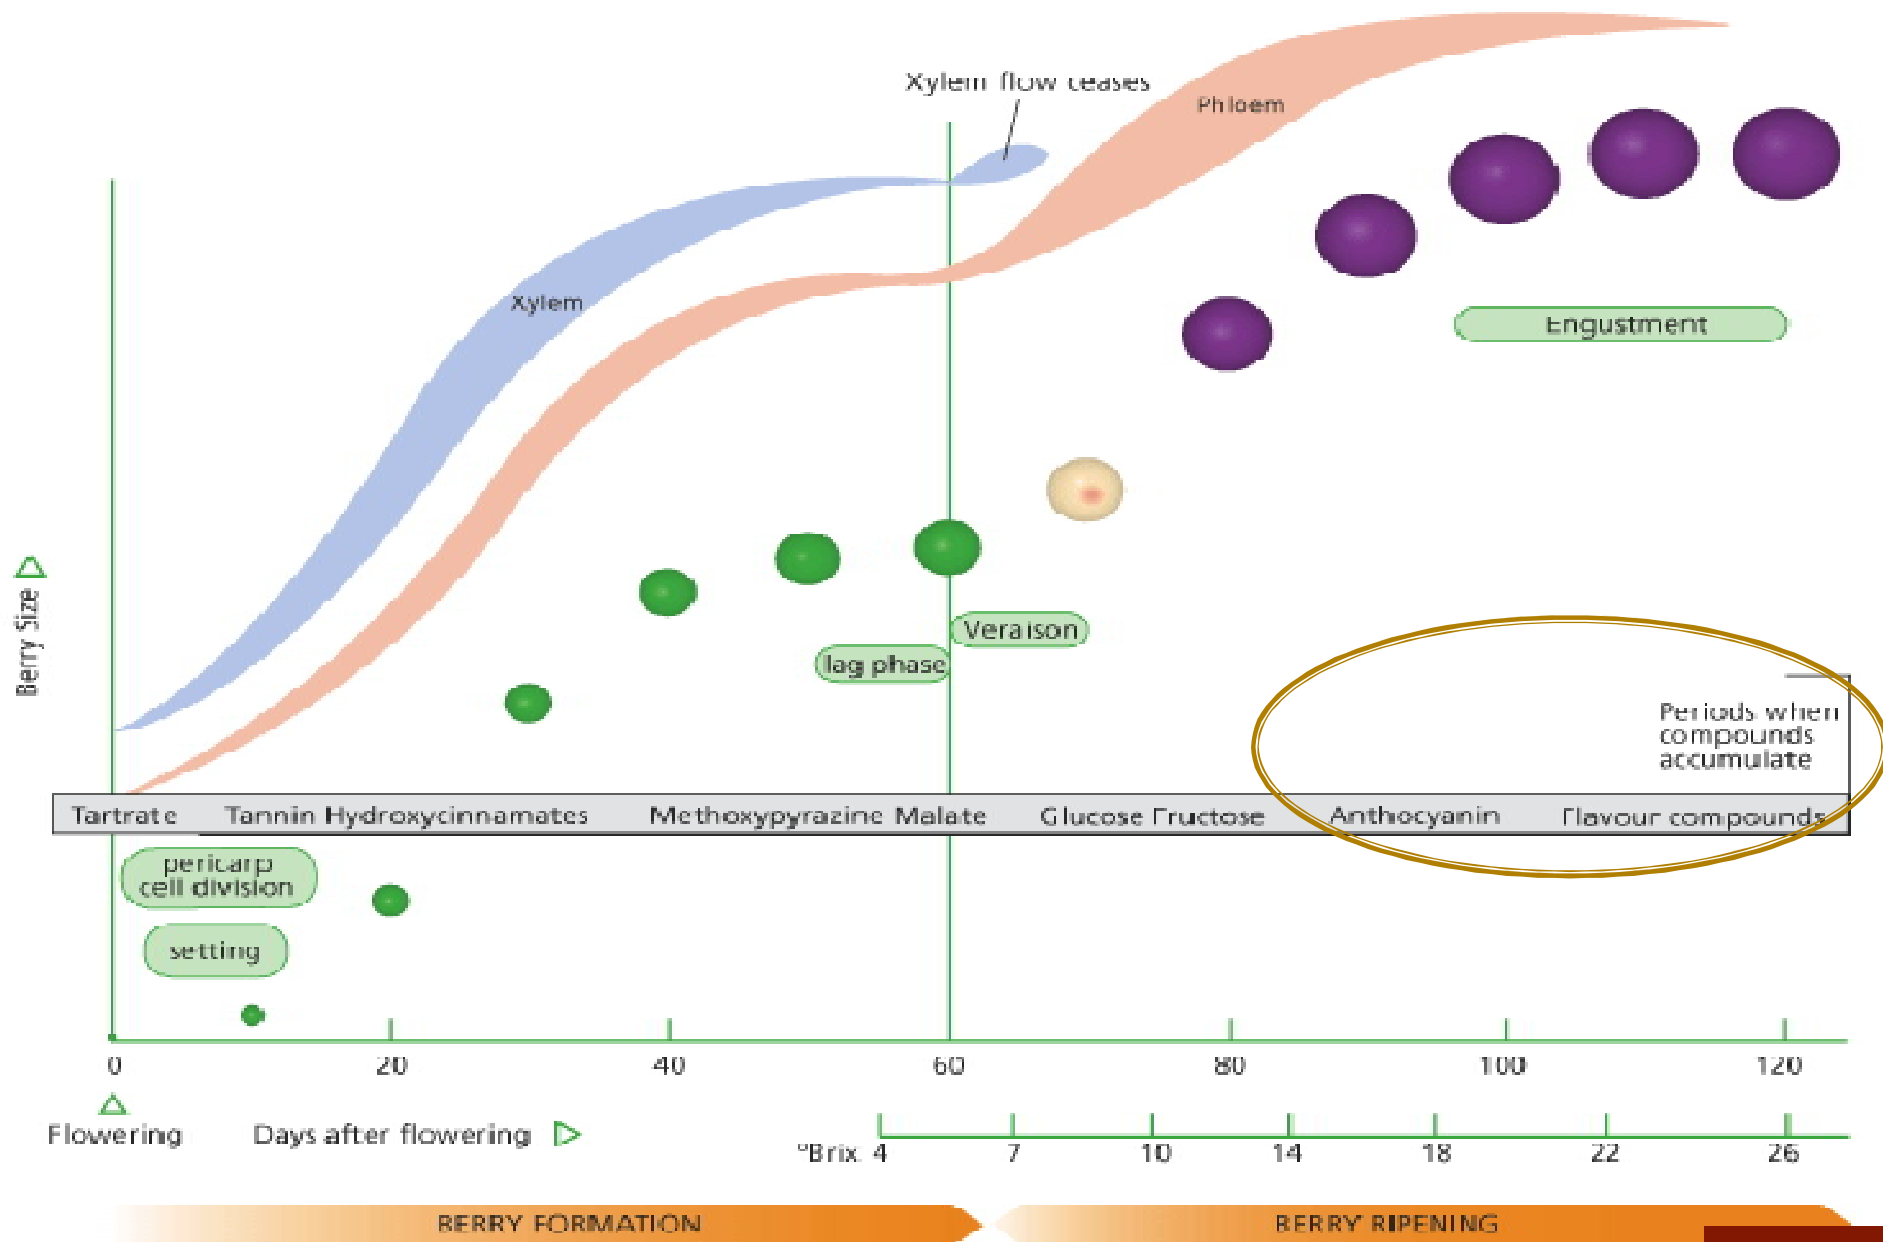 Xylem flow ceases
Phloem
Xylem
Engustment
Berry Size
Veraison
lag phase
Periods when
compounds
accumulate
Tartrate Tannin Hydroxycinnamates Methoxypyrazine Malate Glucose Fructose Anthocyanin Flavour compounds
pericarp
cell division
setting
0 20 40 60 80 100 120
Flowering Days after flowering
°Brix. 4 7 10 14 18 22 26
BERRY FORMATION BERRY RIPENING